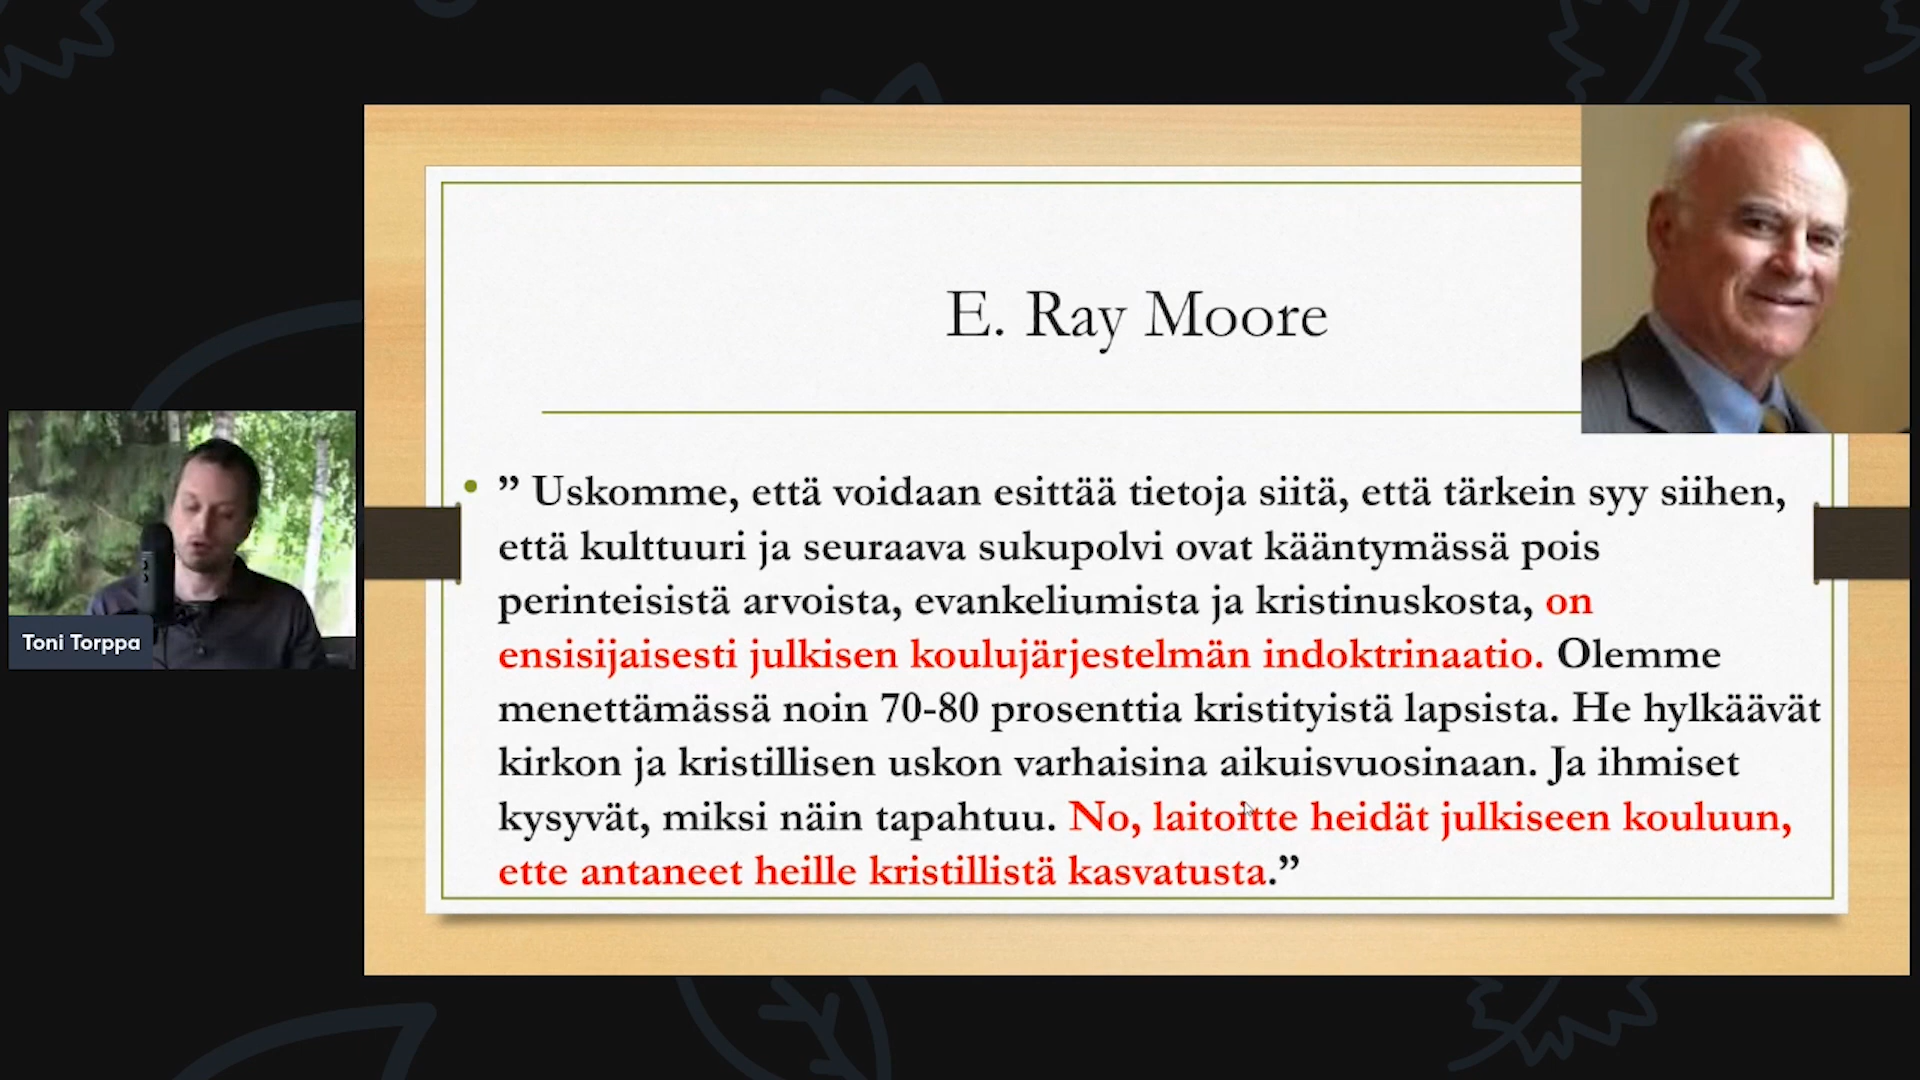 E. Ray Moore
” Uskomme, että voidaan esittää tietoja siitä, että tärkein syy siihen,
että kulttuuri ja seuraava sukupolvi ovat kääntymässä pois
perinteisistä arvoista, evankeliumista ja kristinuskosta, on
ensisijaisesti julkisen koulujärjestelmän indoktrinaatio. Olemme
menettämässä noin 70-80 prosenttia kristityistä lapsista. He hylkäävät
kirkon ja kristillisen uskon varhaisina aikuisvuosinaan. Ja ihmiset
kysyvät, miksi näin tapahtuu. No, laitoitte heidät julkiseen kouluun,
ette antaneet heille kristillistä kasvatusta.”
Toni Torppa